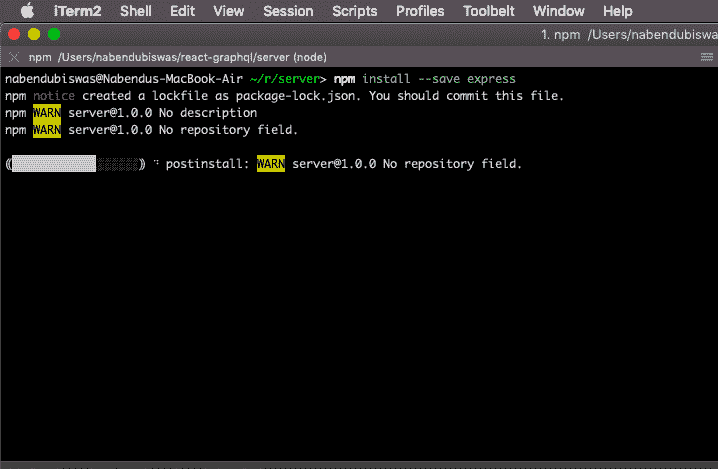 iTerm2 Shell Edit View Session Scripts Profiles Toolbelt Window Help
1. npm /Users/nabendubiswa
npm /Users/nabendubiswas/react-graphql/server (node)
nabendubiswas@Nabendus-MacBook-Air ~/r/server> npm install --save express
npm notice created a lockfile as package-lock.json. You should commit this file.
npm WARN server@1.0.0 No description
npm WARN server@1.0.0 No repository field.
postinstall: WARN server@1.0.0 No repository field.